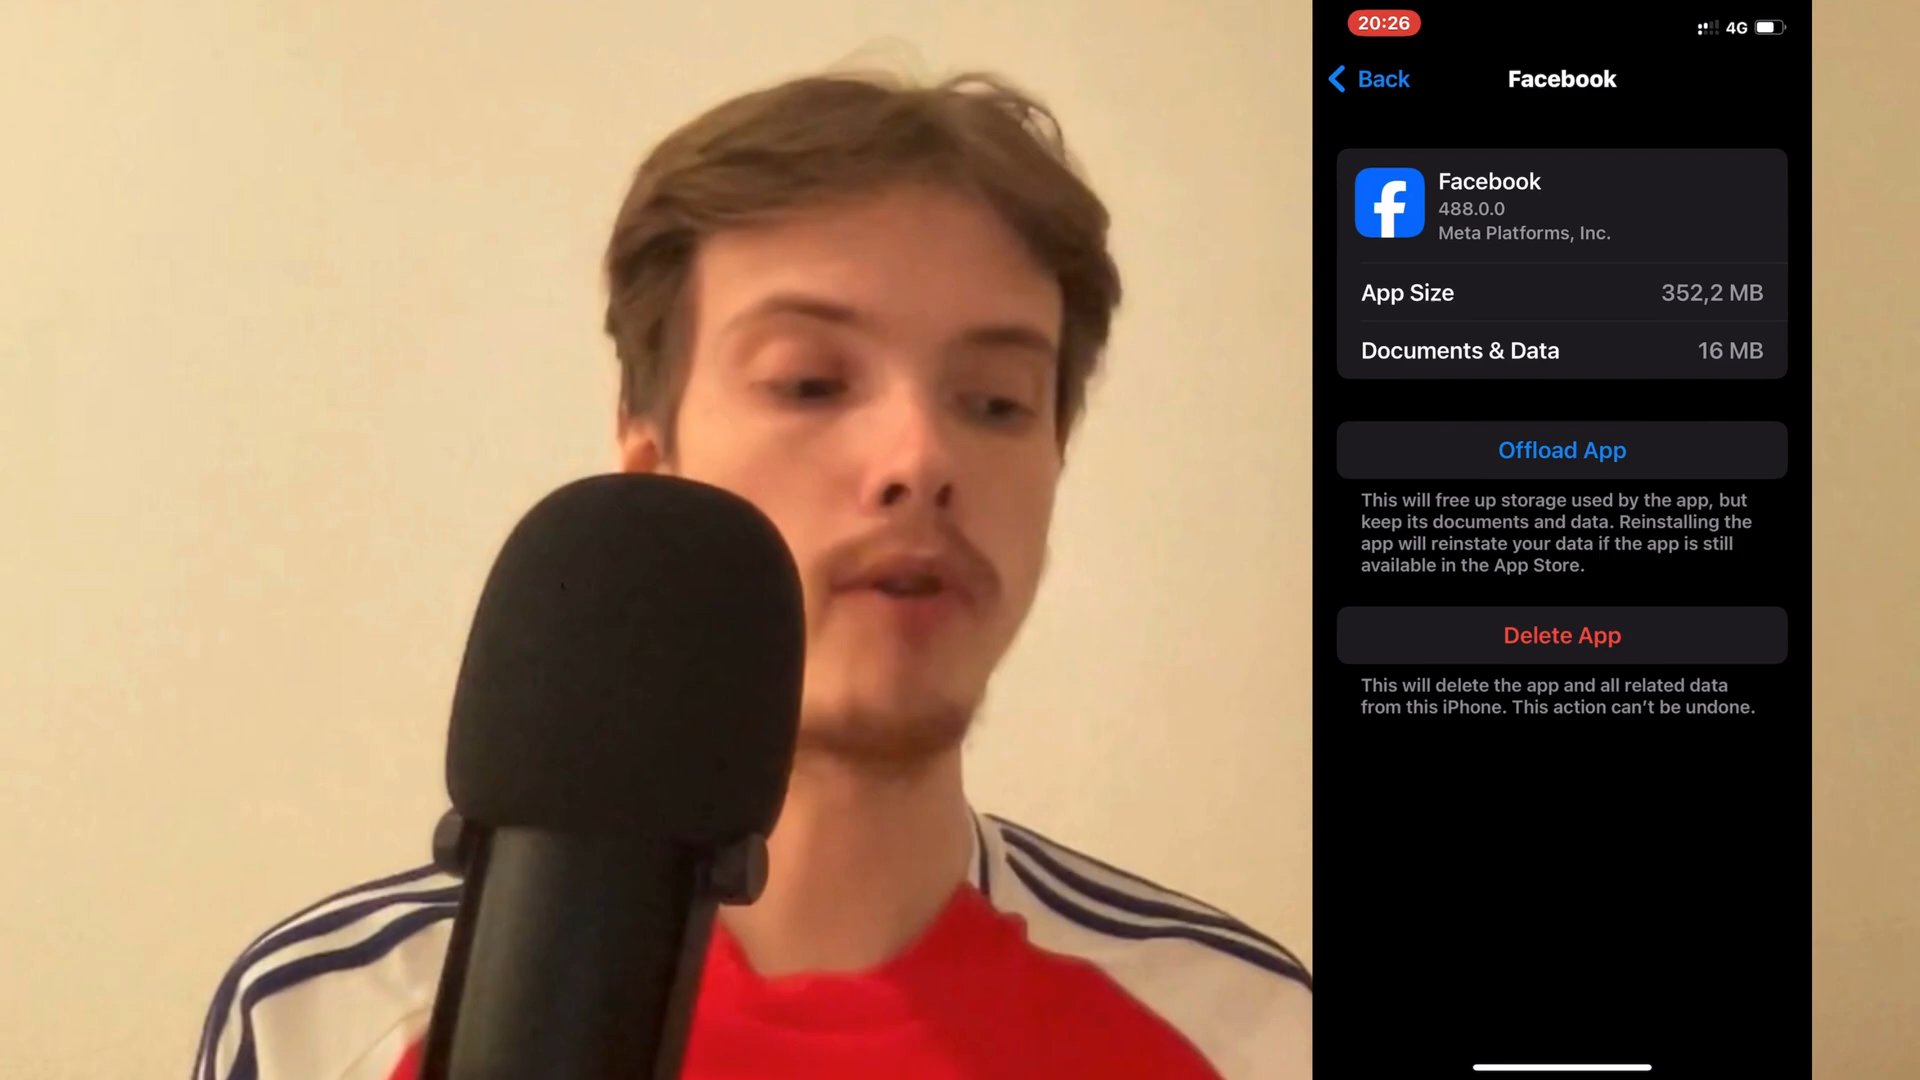 20:26
4G
Back
Facebook
Facebook
488.0.0
Meta Platforms, Inc.
App Size
352,2 MB
Documents & Data
16 MB
Offload App
This will free up storage used by the app, but
keep its documents and data. Reinstalling the
app will reinstate your data if the app is still
available in the App Store.
Delete App
This will delete the app and all related data
from this iPhone. This action can’t be undone.